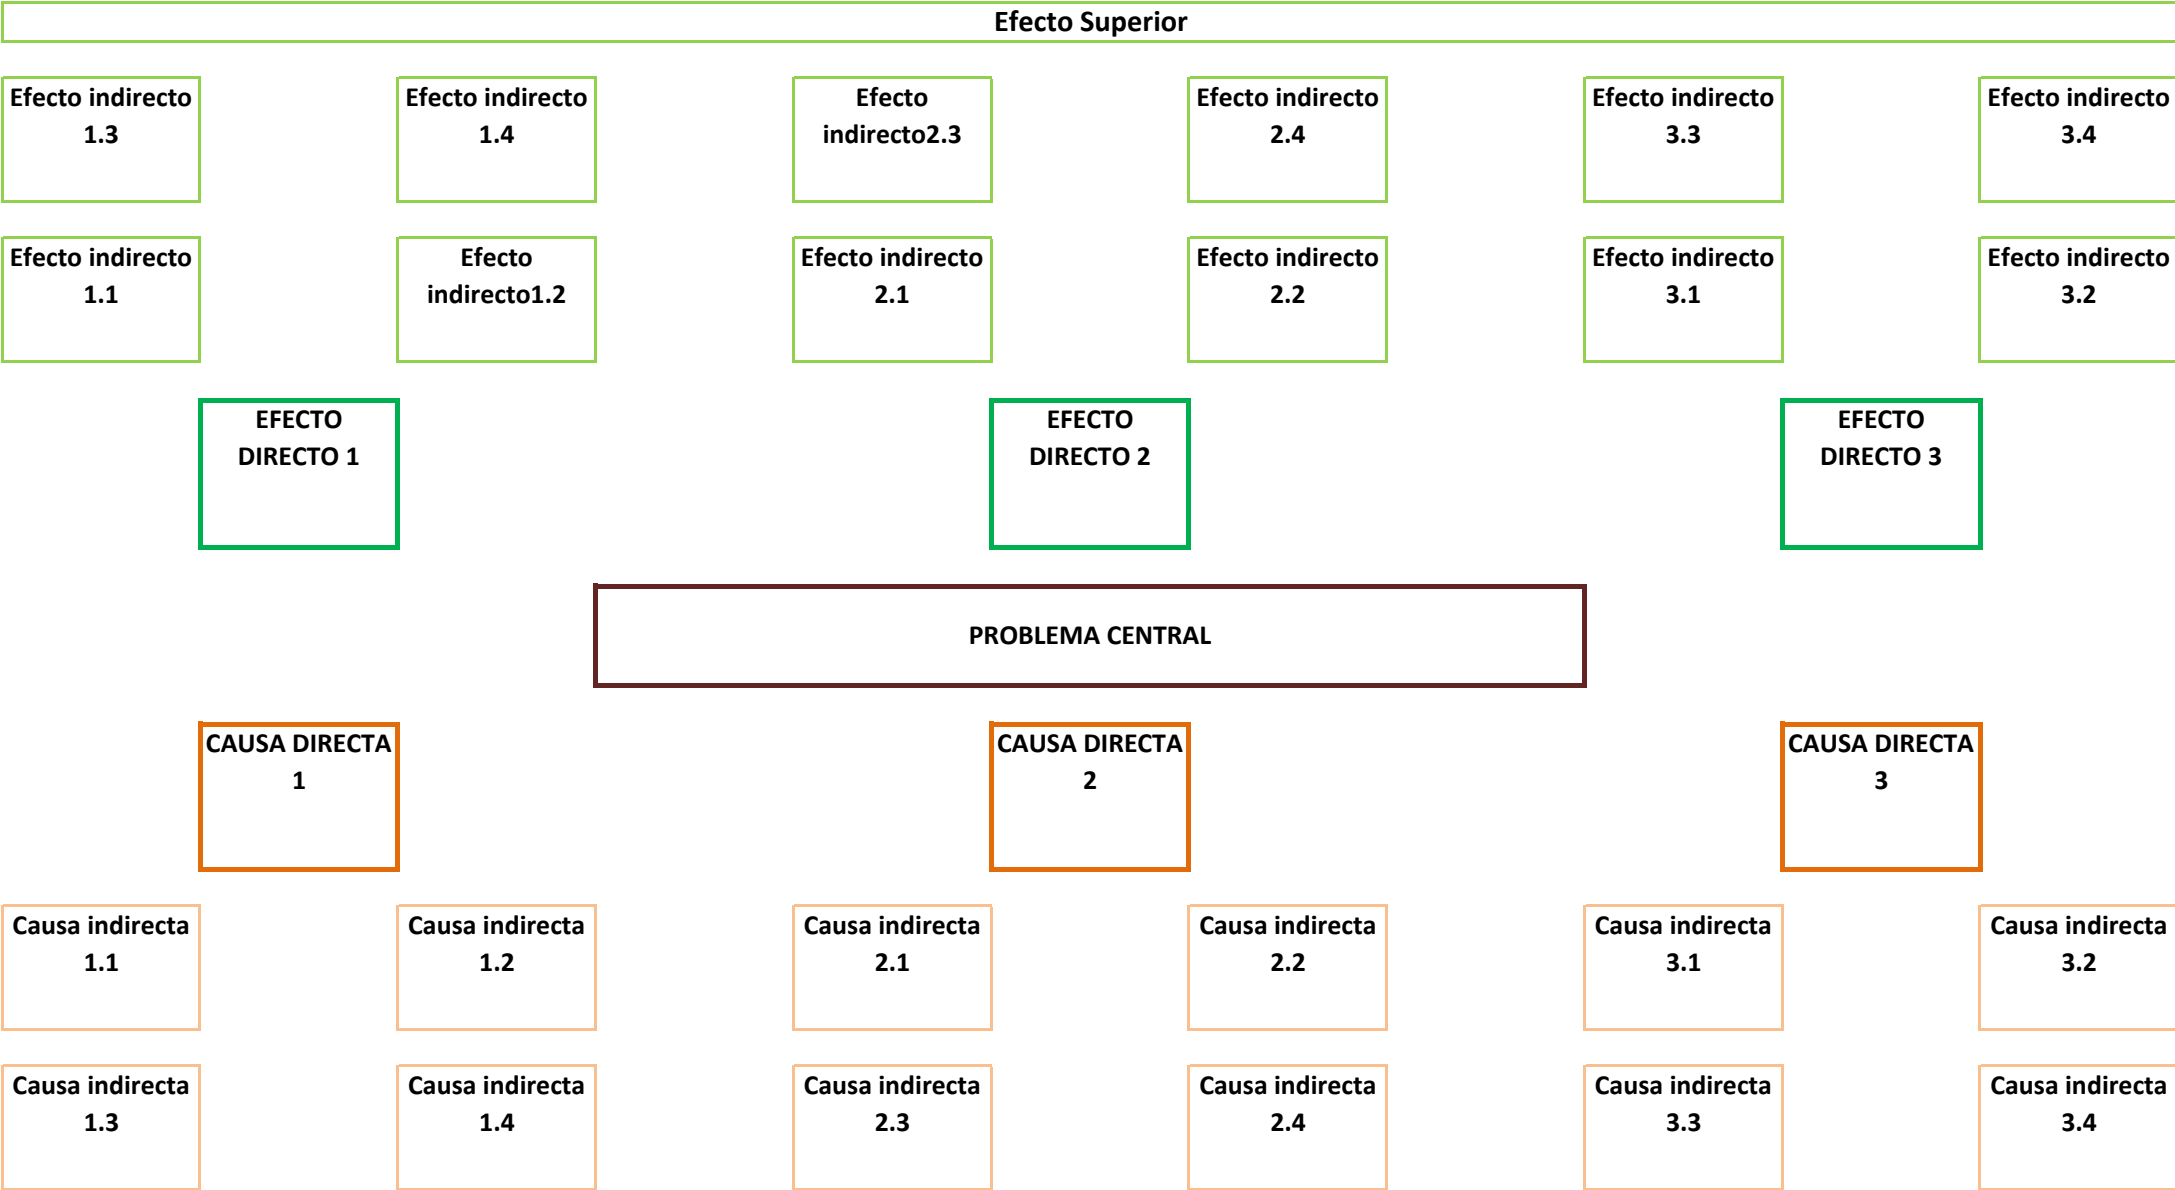 Efecto Superior
Efecto indirecto
1.3
Efecto indirecto
1.4
Efecto
indirecto2.3
Efecto indirecto
2.4
Efecto indirecto
3.3
Efecto indirecto
3.4
Efecto indirecto
1.1
Efecto
indirecto1.2
Efecto indirecto
2.1
Efecto indirecto
2.2
Efecto indirecto
3.1
Efecto indirecto
3.2
EFECTO
DIRECTO 1
EFECTO
DIRECTO 2
EFECTO
DIRECTO 3
PROBLEMA CENTRAL
CAUSA DIRECTA
1
CAUSA DIRECTA
2
CAUSA DIRECTA
3
Causa indirecta
1.1
Causa indirecta
1.2
Causa indirecta
2.1
Causa indirecta
2.2
Causa indirecta
3.1
Causa indirecta
3.2
Causa indirecta
1.3
Causa indirecta
1.4
Causa indirecta
2.3
Causa indirecta
2.4
Causa indirecta
3.3
Causa indirecta
3.4